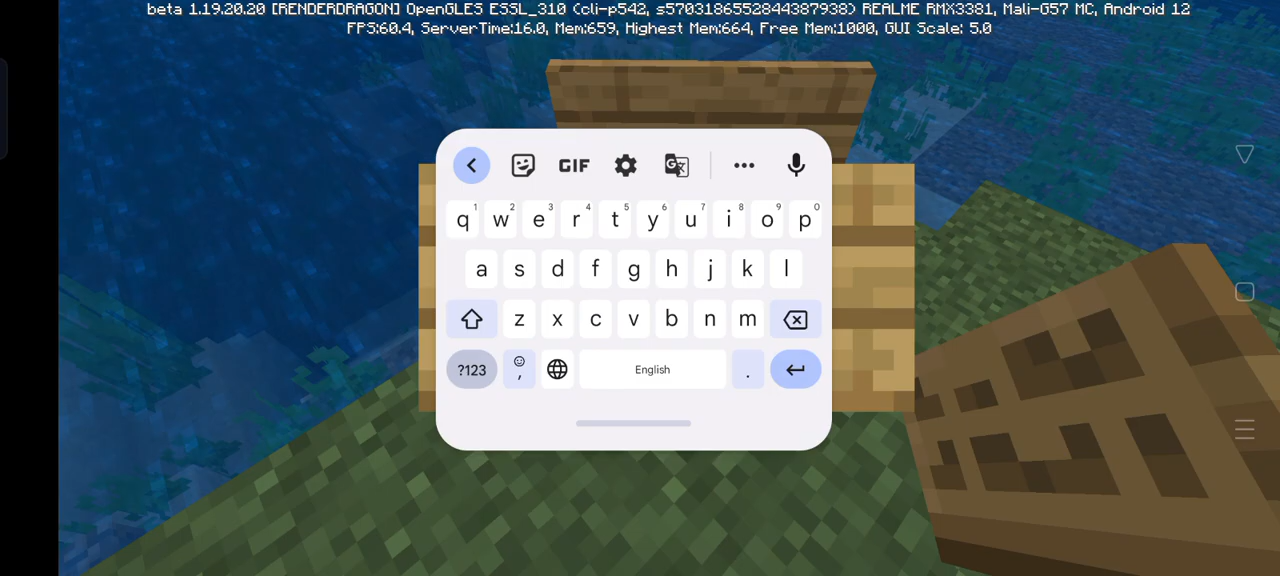 beta 1.19.20.20 [RENDERDRAGON] OpenGLES ESSL_310 (cli-p542, s5703186552844387938) REALME RMX3381, Mali-G57 MC, Android 12
FPS:60.4, ServerTime:16.0, Mem:659, Highest Mem:664, Free Mem:1000, GUI Scale: 5.0
GIF G
1 2 3 4 5 6 7 8 9 0
q w e r t y u i o p
a s d f g h j k l
z x c v b n m
?123 , English .